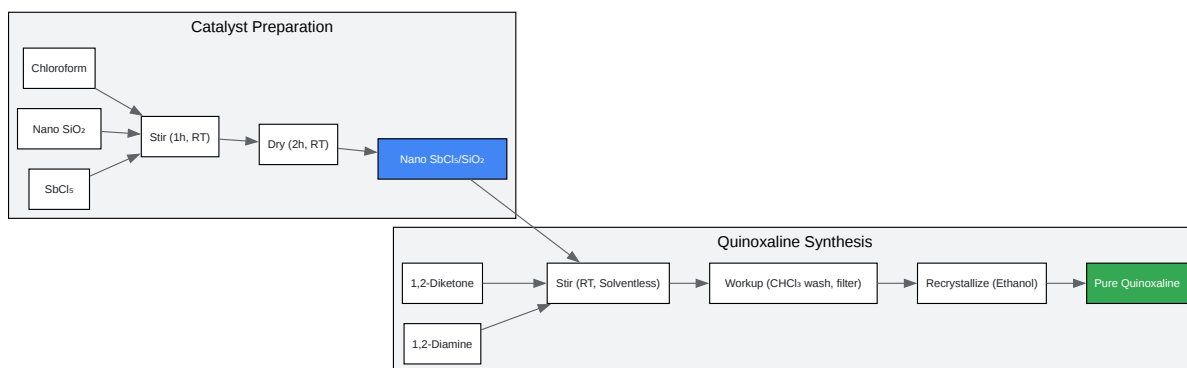 Catalyst Preparation
Chloroform
Nano SiO₂
SbCl₅
Stir (1h, RT)
Dry (2h, RT)
Nano SbCl₅/SiO₂
Quinoxaline Synthesis
1,2-Diketone
1,2-Diamine
Stir (RT, Solventless)
Workup (CHCl₃ wash, filter)
Recrystallize (Ethanol)
Pure Quinoxaline